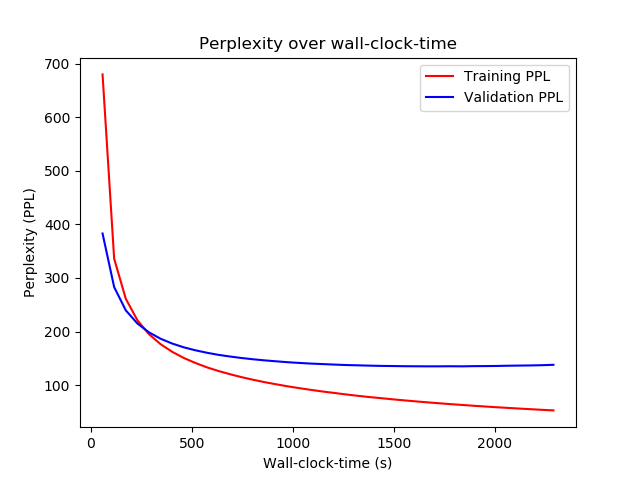 Perplexity over wall-clock-time
700
600
500
400
300
200
100
Perplexity (PPL)
Training PPL
Validation PPL
0 500 1000 1500 2000
Wall-clock-time (s)